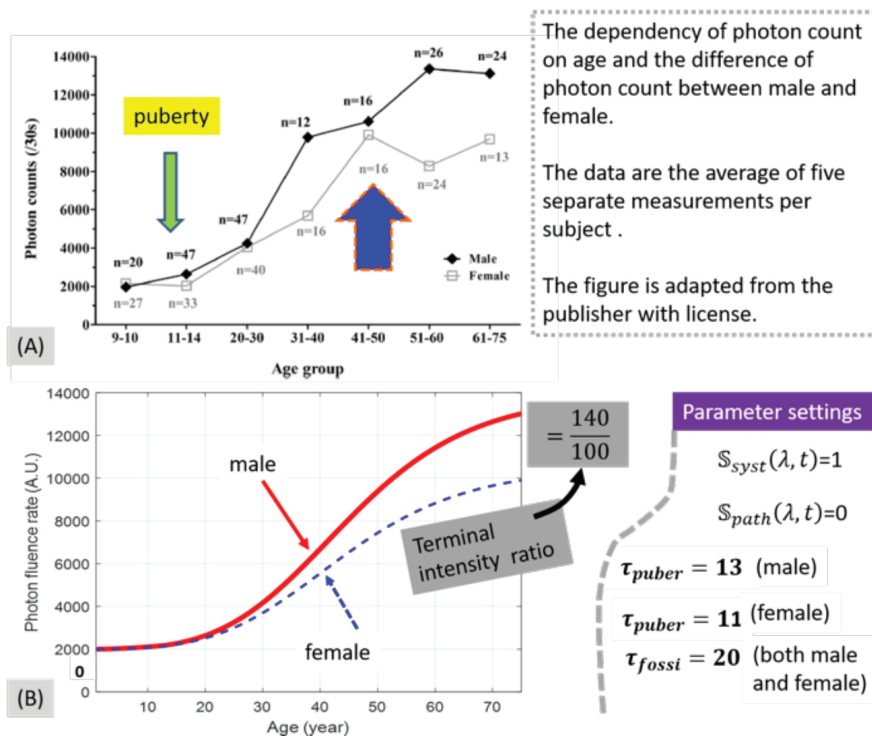 14000
12000
10000
8000
6000
4000
2000
0
Photon counts (/30s)
puberty
n=20
n=47
n=47
n=12
n=16
n=26
n=24
n=27
n=33
n=40
n=16
n=16
n=24
n=13
Male
Female
9-10 11-14 20-30 31-40 41-50 51-60 61-75
Age group
(A)
The dependency of photon count
on age and the difference of
photon count between male and
female.
The data are the average of five
separate measurements per
subject .
The figure is adapted from the
publisher with license.
14000
12000
10000
8000
6000
4000
2000
0
0
Photon fluence rate (A.U.)
male
female
10 20 30 40 50 60 70
Age (year)
(B)
= 140/100
Terminal
intensity ratio
Parameter settings
𝕊syst(λ, t)=1
𝕊path(λ, t)=0
τpuber = 13 (male)
τpuber = 11 (female)
τfossi = 20 (both male
and female)